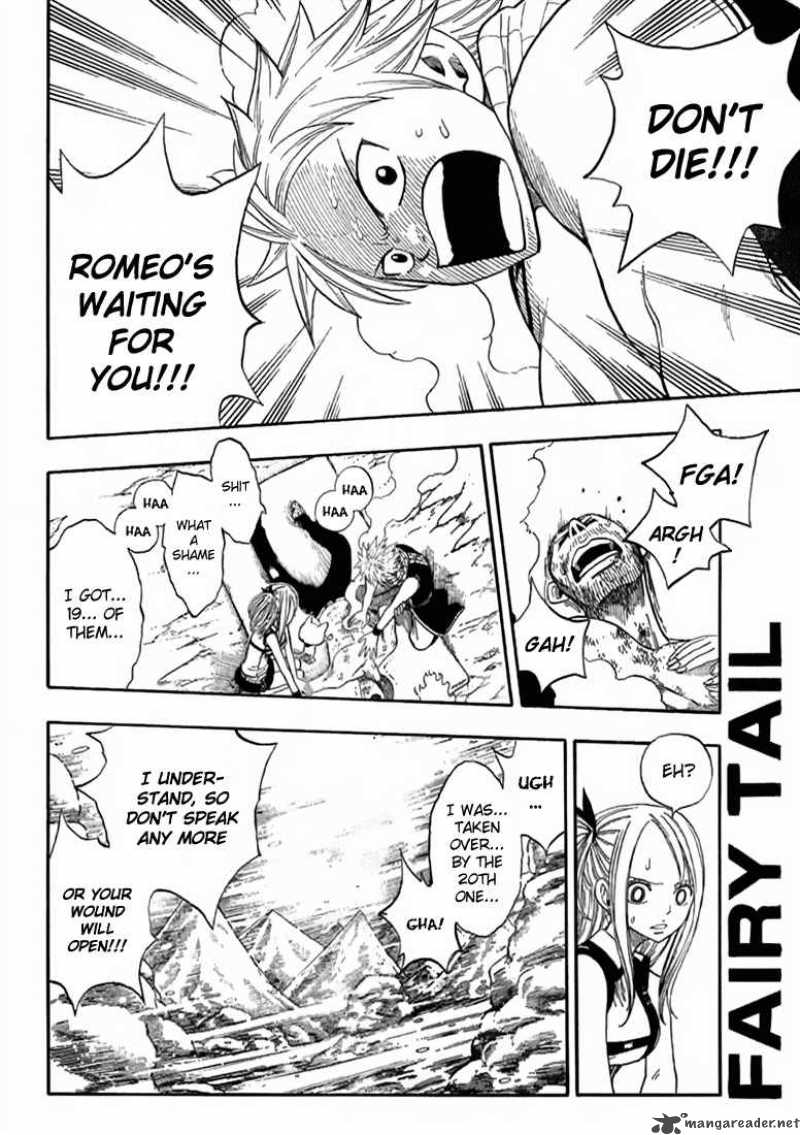 DON'T
DIE!!!
ROMEO'S
WAITING
FOR
YOU!!!
FGA!
ARGH
!
GAH!
HAA
HAA
SHIT
...
WHAT
A
SHAME
...
HAA
HAA
I GOT...
19... OF
THEM...
EH?
UGH
...
I WAS...
TAKEN
OVER...
BY THE
20TH
ONE...
GHA!
I UNDER-
STAND, SO
DON'T SPEAK
ANY MORE
OR YOUR
WOUND
WILL
OPEN!!!
FAIRY TAIL
mangareader.net